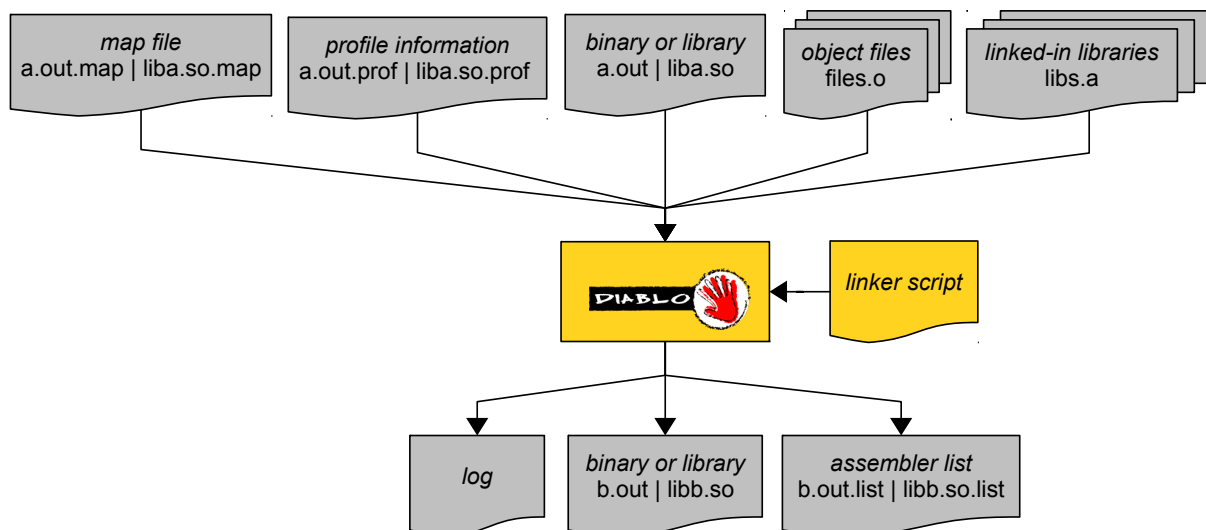 map file
a.out.map | liba.so.map
profile information
a.out.prof | liba.so.prof
binary or library
a.out | liba.so
object files
files.o
linked-in libraries
libs.a
DIABLO
linker script
log
binary or library
b.out | libb.so
assembler list
b.out.list | libb.so.list